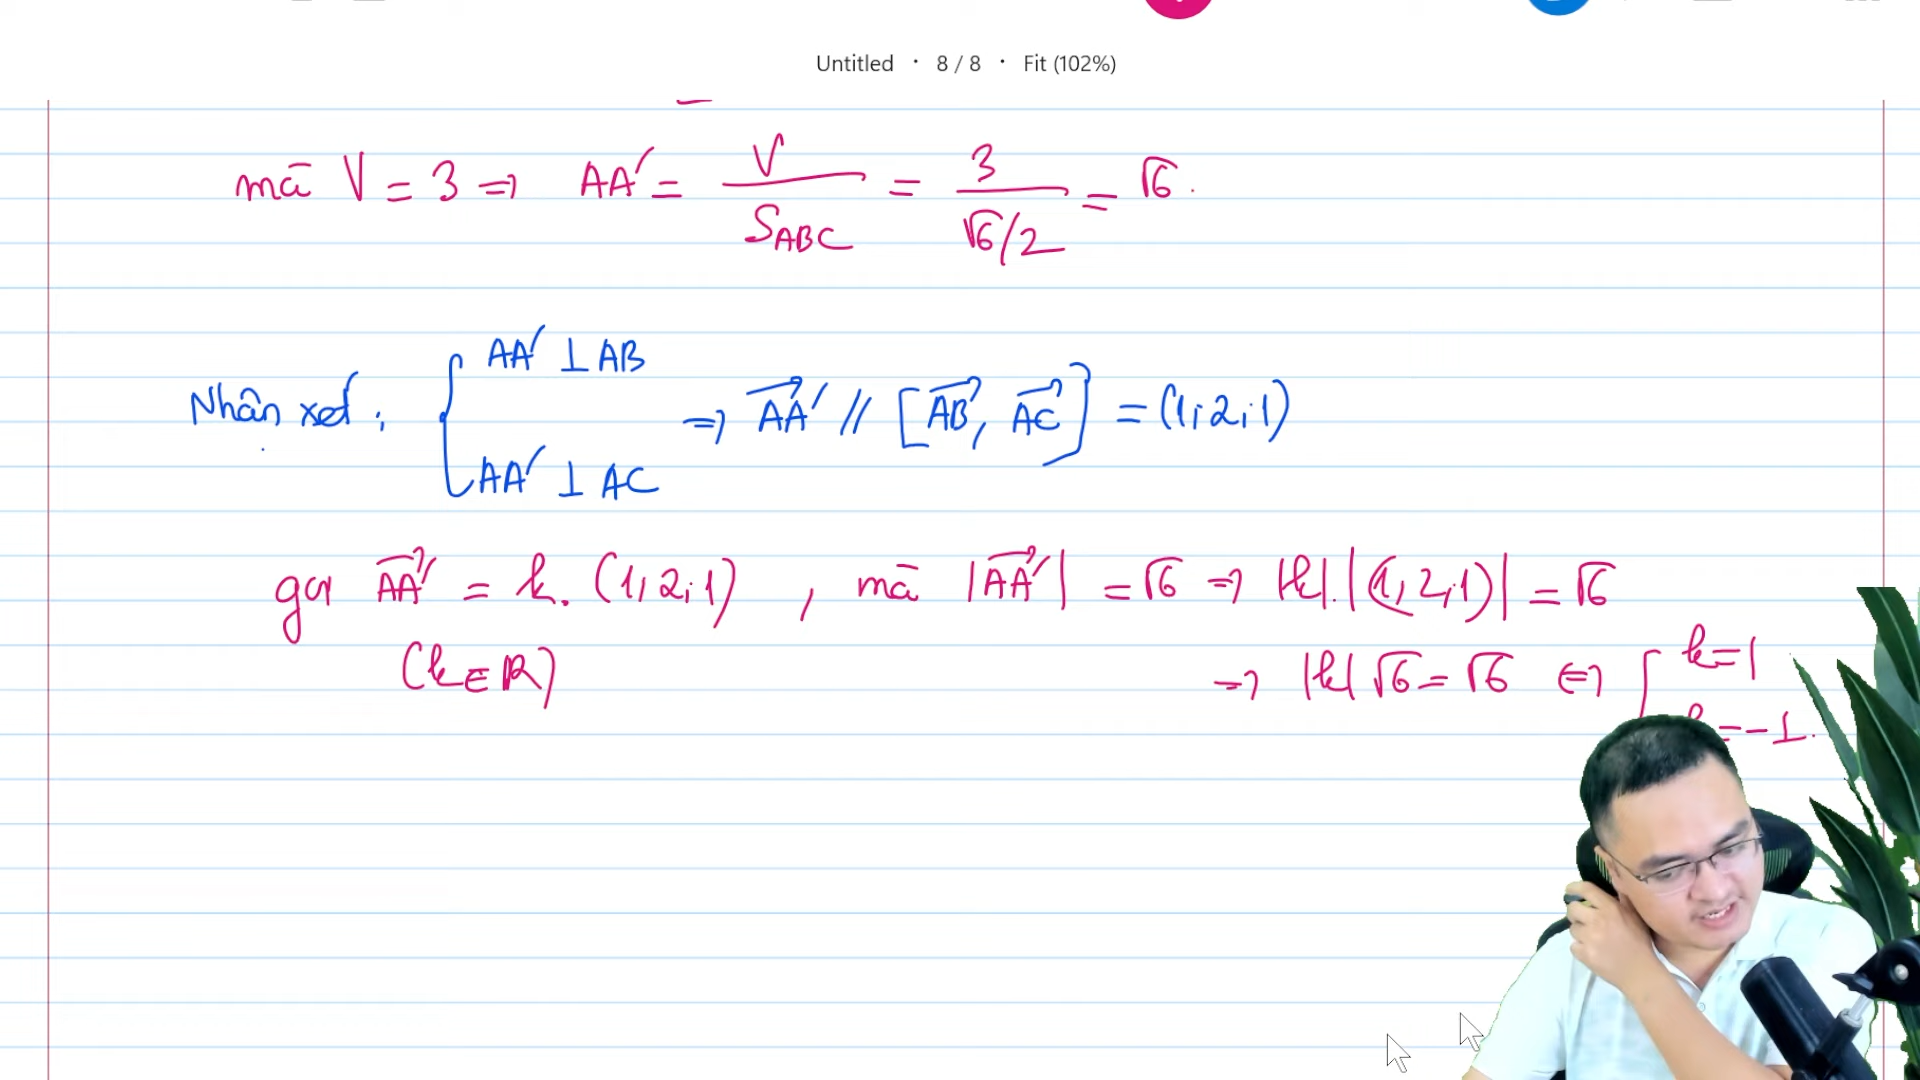 Untitled · 8 / 8 · Fit (102%)
mà V = 3 => AA' = V / S_ABC = 3 / (√6/2) = √6.
Nhận xét: { AA' ⊥ AB
AA' ⊥ AC
=> AA' // [AB, AC] = (1; 2; 1)
gọi AA' = k. (1; 2; 1) , mà |AA'| = √6 => |k|.|(1; 2; 1)| = √6
(k ∈ R)
=> |k| √6 = √6 <=> [ k = 1
= -1.